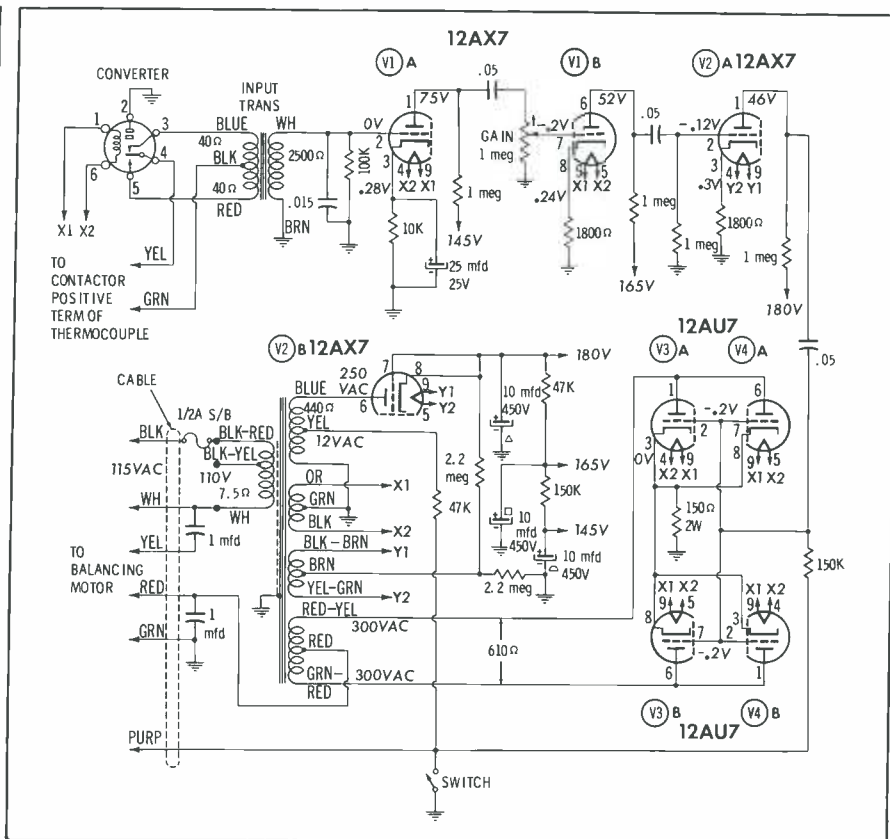 12AX7
V1 A
V1 B
V2 A 12AX7
CONVERTER
INPUT
TRANS
1
2
3
4
5
6
BLUE
40Ω
BLK
40Ω
RED
WH
2500Ω
.015
BRN
100K
0V
1
75V
2
3
4 9
X2 X1
.28V
10K
25 mfd
25V
1 meg
145V
.05
GAIN
1 meg
-.2V
6
52V
7
8
9 5
X1 X2
.24V
1800Ω
1 meg
165V
.05
-.12V
1
46V
2
3
4 9
Y2 Y1
.3V
1800Ω
1 meg
1 meg
180V
.05
X1 X2
YEL
GRN
TO
CONTACTOR
POSITIVE
TERM OF
THERMOCOUPLE
V2 B 12AX7
CABLE
1/2A S/B
BLK
BLK-RED
BLK-YEL
115VAC
110V
7.5Ω
WH
WH
YEL
1 mfd
TO
BALANCING
MOTOR
RED
GRN
1
mfd
PURP
BLUE
250
VAC
440Ω
YEL
12VAC
OR
X1
GRN
BLK
X2
BLK-BRN
Y1
BRN
YEL-GRN
Y2
RED-YEL
300VAC
RED
GRN-
RED
300VAC
610Ω
6
7
8
9
5
Y1
Y2
47K
2.2
meg
2.2 meg
10 mfd
450V
10
mfd
450V
10 mfd
450V
180V
47K
165V
150K
145V
12AU7
V3 A
V4 A
1
6
-.2V
2
7
3
8
0V
4 9
X2 X1
9 5
X1 X2
150Ω
2W
150K
X1 X2
9 5
X1 X2
9 4
8
7
3
2
-.2V
6
1
V3 B
V4 B
12AU7
SWITCH